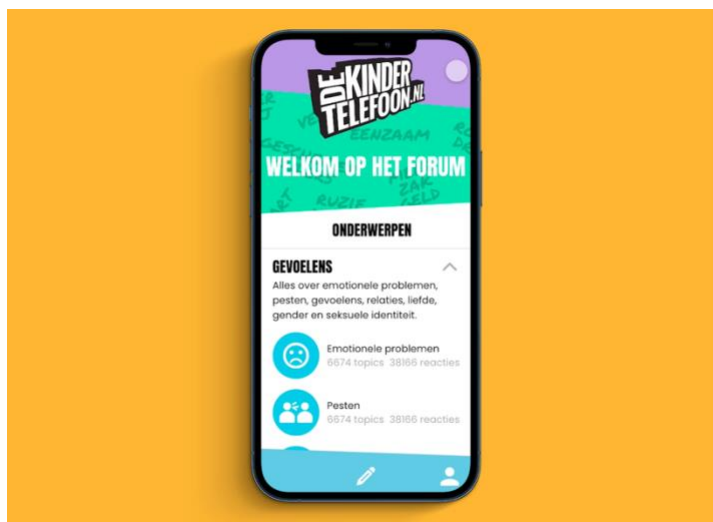 DE KINDER
TELEFOON.NL
EENZAAM
WELKOM OP HET FORUM
RUZIE
GELD
ONDERWERPEN
GEVOELENS
Alles over emotionele problemen,
pesten, gevoelens, relaties, liefde,
gender en seksuele identiteit.
Emotionele problemen
6674 topics 38166 reacties
Pesten
6674 topics 38166 reacties